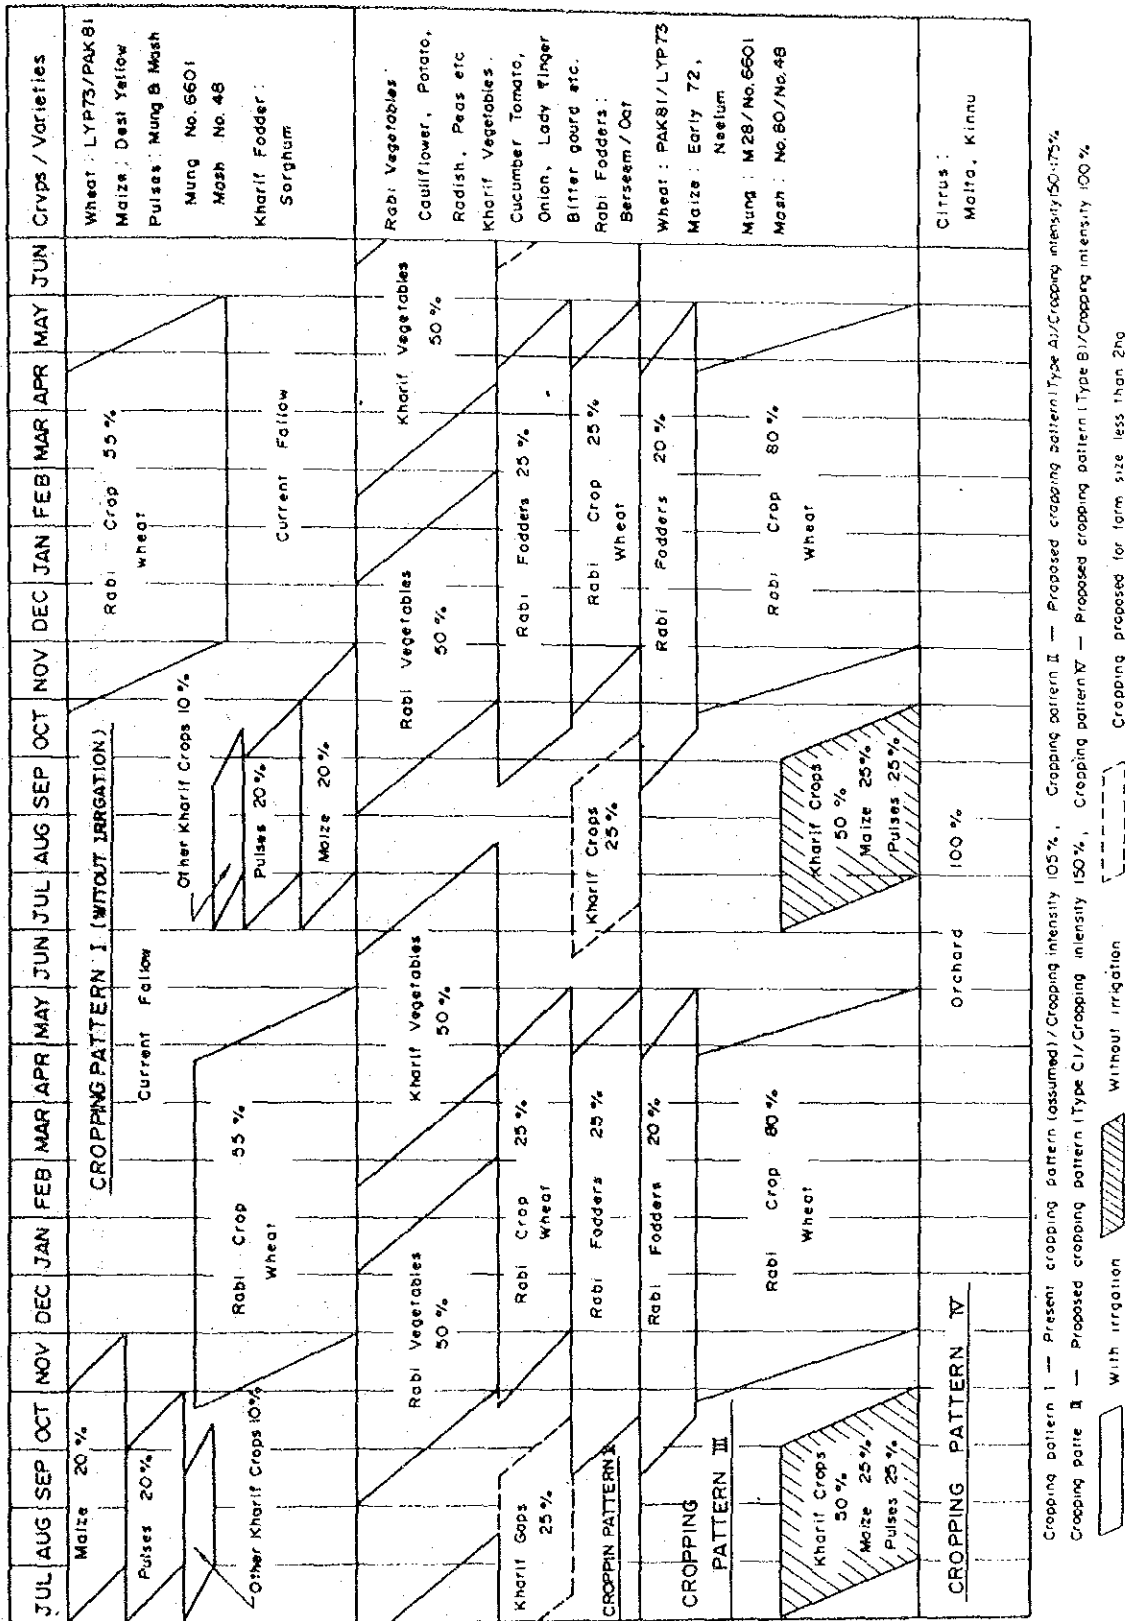 JUL AUG SEP OCT NOV DEC JAN FEB MAR APR MAY JUN JUL AUG SEP OCT NOV DEC JAN FEB MAR APR MAY JUN Crvps / Varieties
CROPPING PATTERN I (WITOUT IRRGATION)
Maize 20 %
Pulses 20%
Other Kharif Crops 10%
Rabi Crop 55 %
Wheat
Current Fallow
Other Kharif Crops 10 %
Pulses 20 %
Maize 20 %
Rabi Crop 55 %
Wheat
Current Fallow
Wheat : LYP73/PAK81
Maize : Desi Yellow
Pulses : Mung & Mash
Mung No. 6601
Mash No. 48
Kharif Fodder :
Sorghum
Rabi Vegetables
50 %
Kharif Vegetables
50 %
Rabi Vegetables
50 %
Kharif Vegetables
50 %
Rabi Vegetables
Cauliflower, Potato,
Radish, Peas etc
Kharif Vegetables.
Cucumber Tomato,
Onion, Lady Finger
Bitter gourd etc.
Rabi Fodders :
Berseem / Oat
Kharif Gaps
25 %
Rabi Crop 25 %
Wheat
Rabi Fodders 25 %
CROPPIN PATTERN II
Kharif Crops
25 %
Rabi Fodders 25 %
Rabi Crop 25 %
Wheat
CROPPING
PATTERN III
Rabi Fodders 20 %
Rabi Crop 80 %
Wheat
Kharif Crops
50 %
Maize 25 %
Pulses 25 %
Kharif Crops
50 %
Maize 25%
Pulses 25%
Rabi Fodders 20 %
Rabi Crop 80 %
Wheat
Wheat : PAK81 / LYP73
Maize : Early 72,
Neelum
Mung : M28/No.6601
Mash : No.80/No.48
CROPPING PATTERN IV
Orchard 100 %
Citrus :
Malta, Kinnu
Cropping pattern I — Present cropping pattern (assumed) / Cropping intensity 105 %, Cropping pattern II — Proposed cropping pattern (Type A)/Cropping intensity 150-175%
Cropping patte III — Proposed cropping pattern (Type C)/Cropping intensity 150 %, Cropping pattern IV — Proposed cropping pattern (Type B)/Cropping intensity 100 %
With irrgation Without irrigation Cropping proposed for farm size less than 2ha